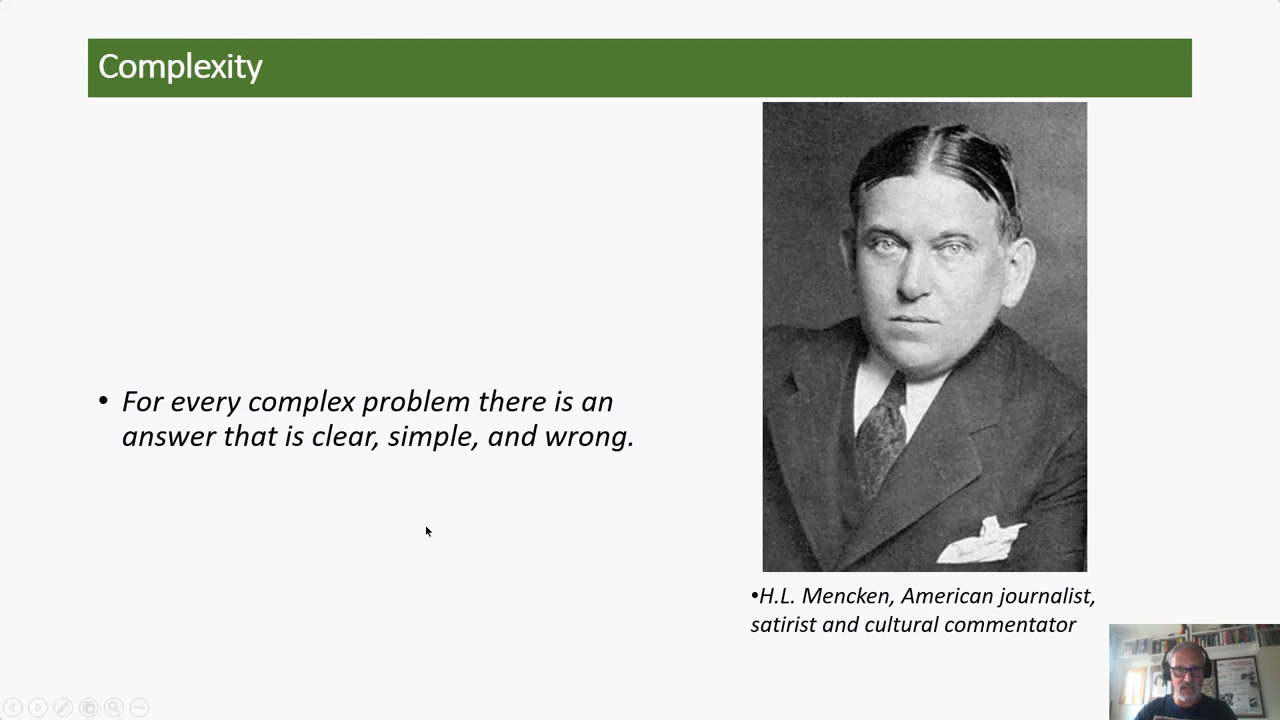 Complexity
• For every complex problem there is an
answer that is clear, simple, and wrong.
•H.L. Mencken, American journalist,
satirist and cultural commentator